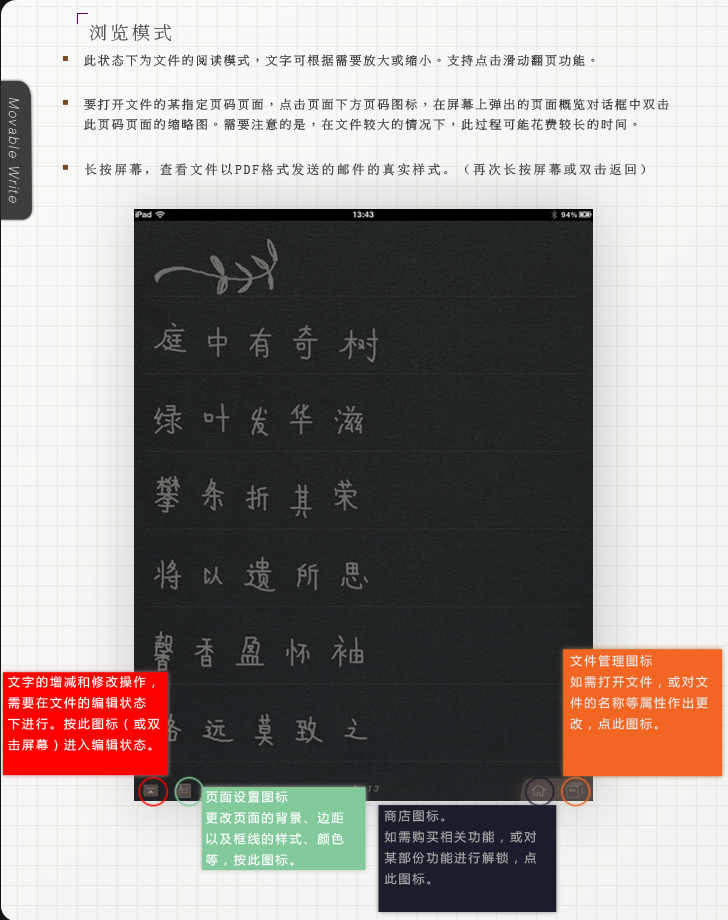 浏览模式
此状态下为文件的阅读模式，文字可根据需要放大或缩小。支持点击滑动翻页功能。
要打开文件的某指定页码页面，点击页面下方页码图标，在屏幕上弹出的页面概览对话框中双击
此页码页面的缩略图。需要注意的是，在文件较大的情况下，此过程可能花费较长的时间。
Movable Write
长按屏幕，查看文件以PDF格式发送的邮件的真实样式。（再次长按屏幕或双击返回）
iPad 13:43 94%
庭中有奇树
绿叶发华滋
攀条折其荣
将以遗所思
馨香盈怀袖
路远莫致之
文字的增减和修改操作，
需要在文件的编辑状态
下进行。按此图标（或双
击屏幕）进入编辑状态。
文件管理图标
如需打开文件，或对文
件的名称等属性作出更
改，点此图标。
页面设置图标
更改页面的背景、边距
以及框线的样式、颜色
等，按此图标。
商店图标。
如需购买相关功能，或对
某部份功能进行解锁，点
此图标。